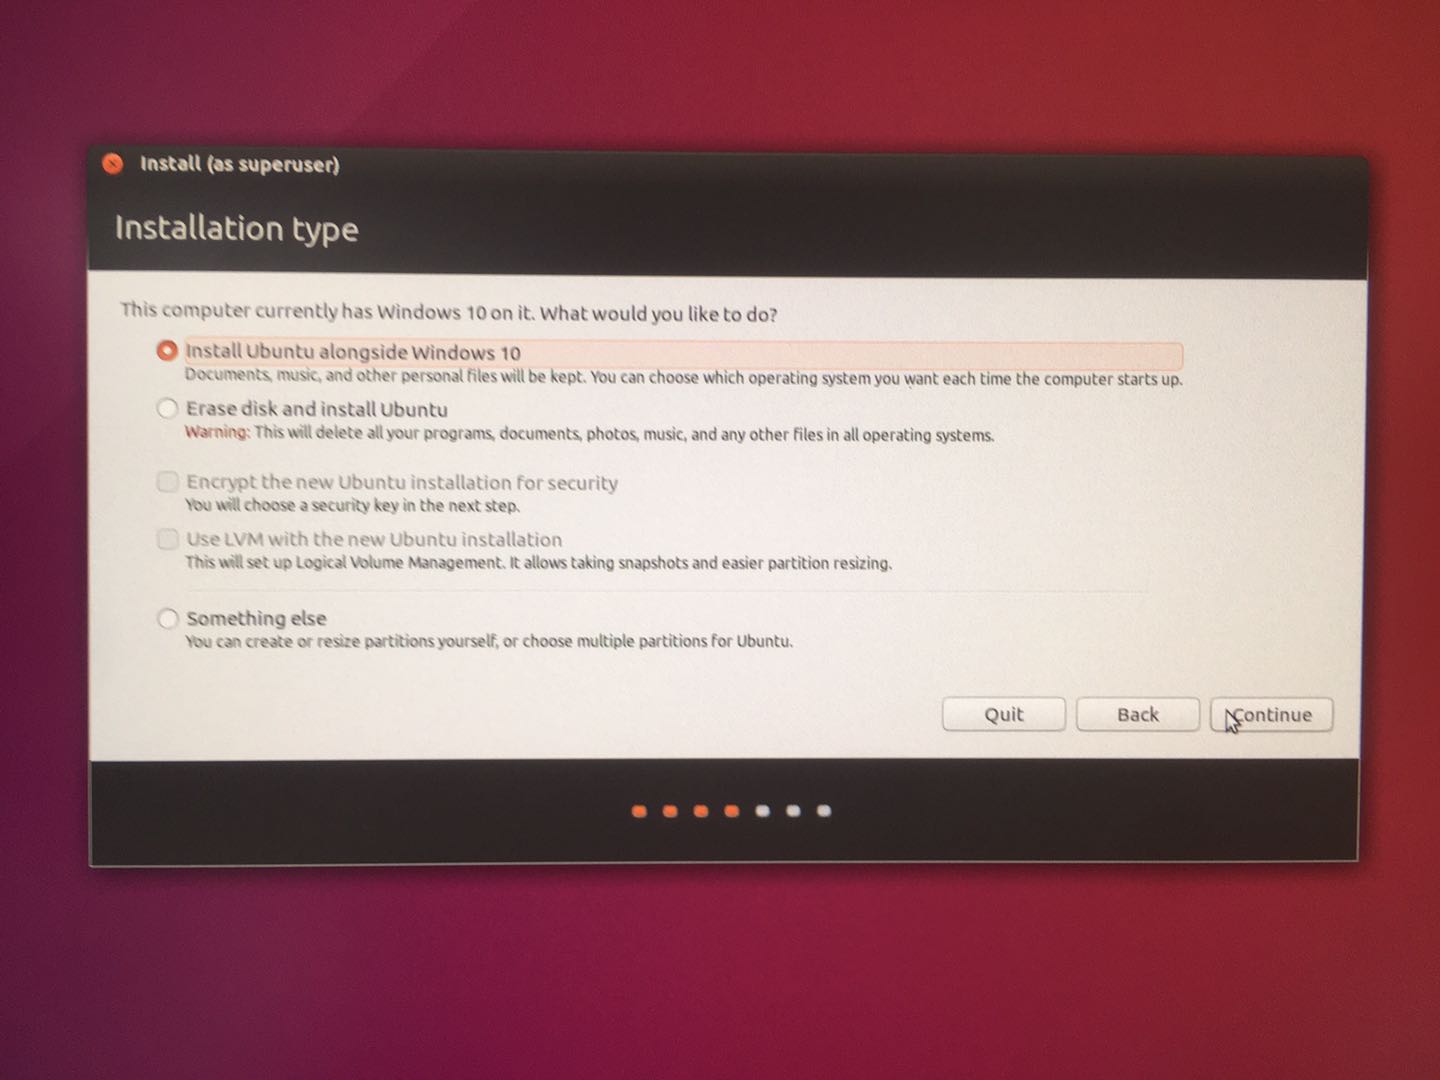 Install (as superuser)
Installation type
This computer currently has Windows 10 on it. What would you like to do?
Install Ubuntu alongside Windows 10
Documents, music, and other personal files will be kept. You can choose which operating system you want each time the computer starts up.
Erase disk and install Ubuntu
Warning: This will delete all your programs, documents, photos, music, and any other files in all operating systems.
Encrypt the new Ubuntu installation for security
You will choose a security key in the next step.
Use LVM with the new Ubuntu installation
This will set up Logical Volume Management. It allows taking snapshots and easier partition resizing.
Something else
You can create or resize partitions yourself, or choose multiple partitions for Ubuntu.
Quit Back Continue